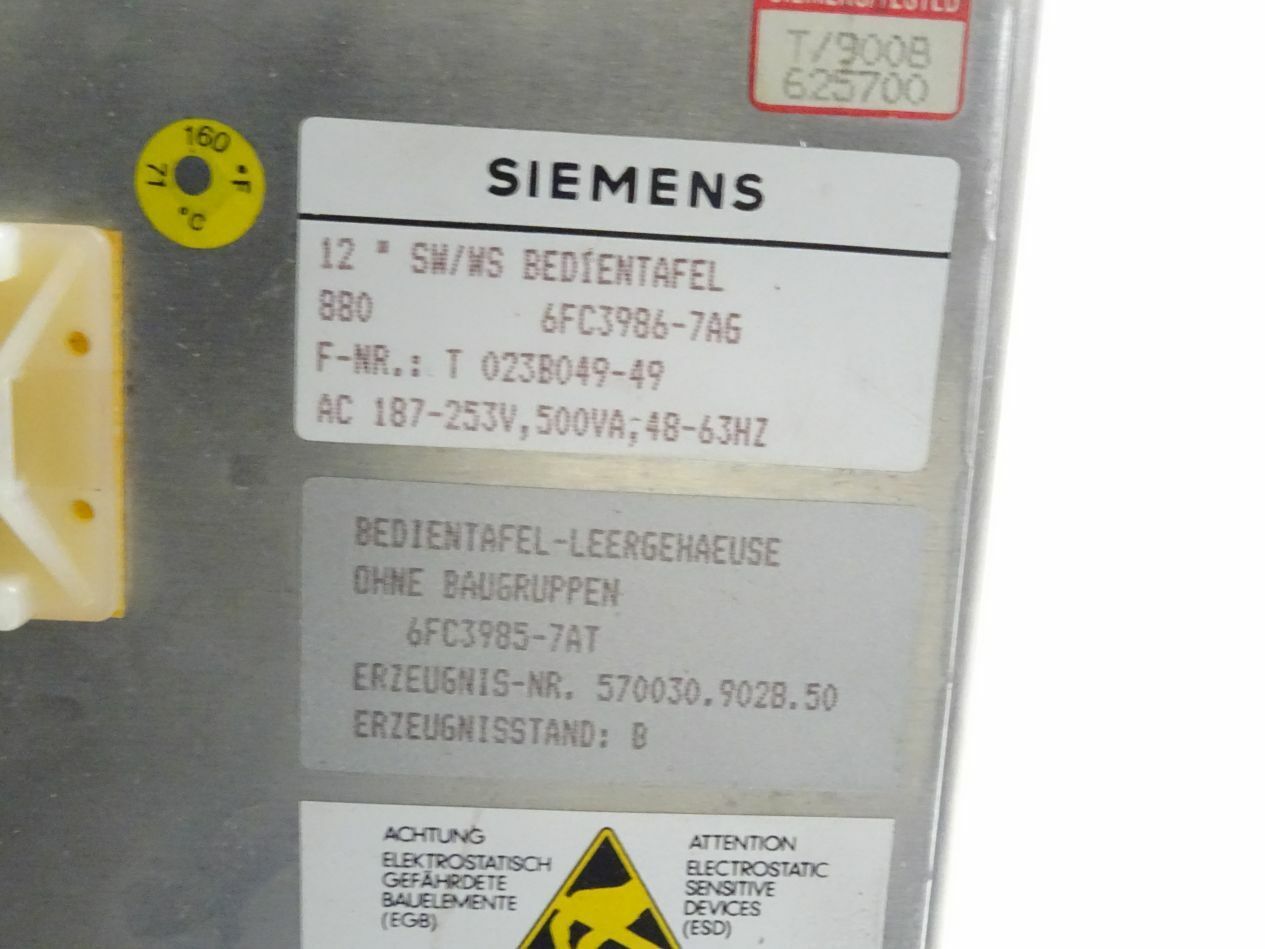 SIEMENS/TESTED
T/9008
625700
160
°F
71
°C
SIEMENS
12 " SW/WS BEDIENTAFEL
880 6FC3986-7AG
F-NR.: T 023B049-49
AC 187-253V,500VA;48-63HZ
BEDIENTAFEL-LEERGEHAEUSE
OHNE BAUGRUPPEN
6FC3985-7AT
ERZEUGNIS-NR. 570030.9028.50
ERZEUGNISSTAND: B
ACHTUNG
ELEKTROSTATISCH
GEFÄHRDETE
BAUELEMENTE
(EGB)
ATTENTION
ELECTROSTATIC
SENSITIVE
DEVICES
(ESD)